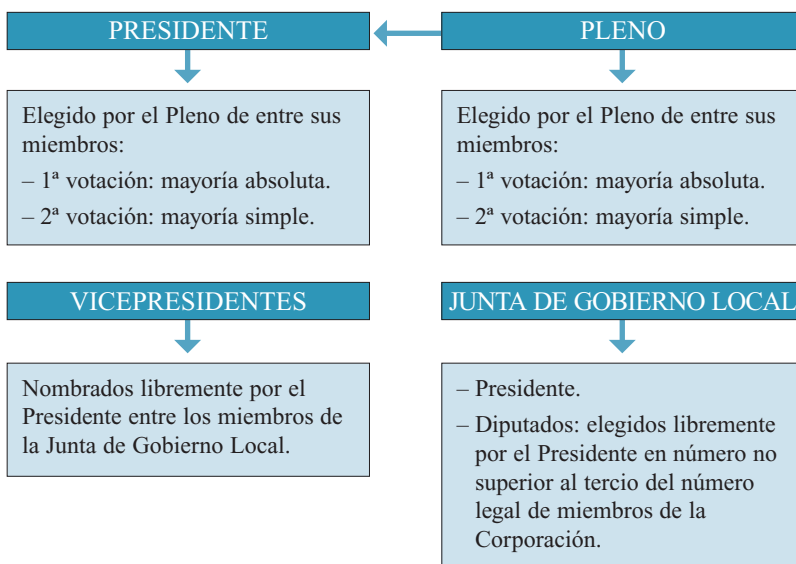 PRESIDENTE
Elegido por el Pleno de entre sus
miembros:
– 1ª votación: mayoría absoluta.
– 2ª votación: mayoría simple.
PLENO
Elegido por el Pleno de entre sus
miembros:
– 1ª votación: mayoría absoluta.
– 2ª votación: mayoría simple.
VICEPRESIDENTES
Nombrados libremente por el
Presidente entre los miembros de
la Junta de Gobierno Local.
JUNTA DE GOBIERNO LOCAL
– Presidente.
– Diputados: elegidos libremente
por el Presidente en número no
superior al tercio del número
legal de miembros de la
Corporación.